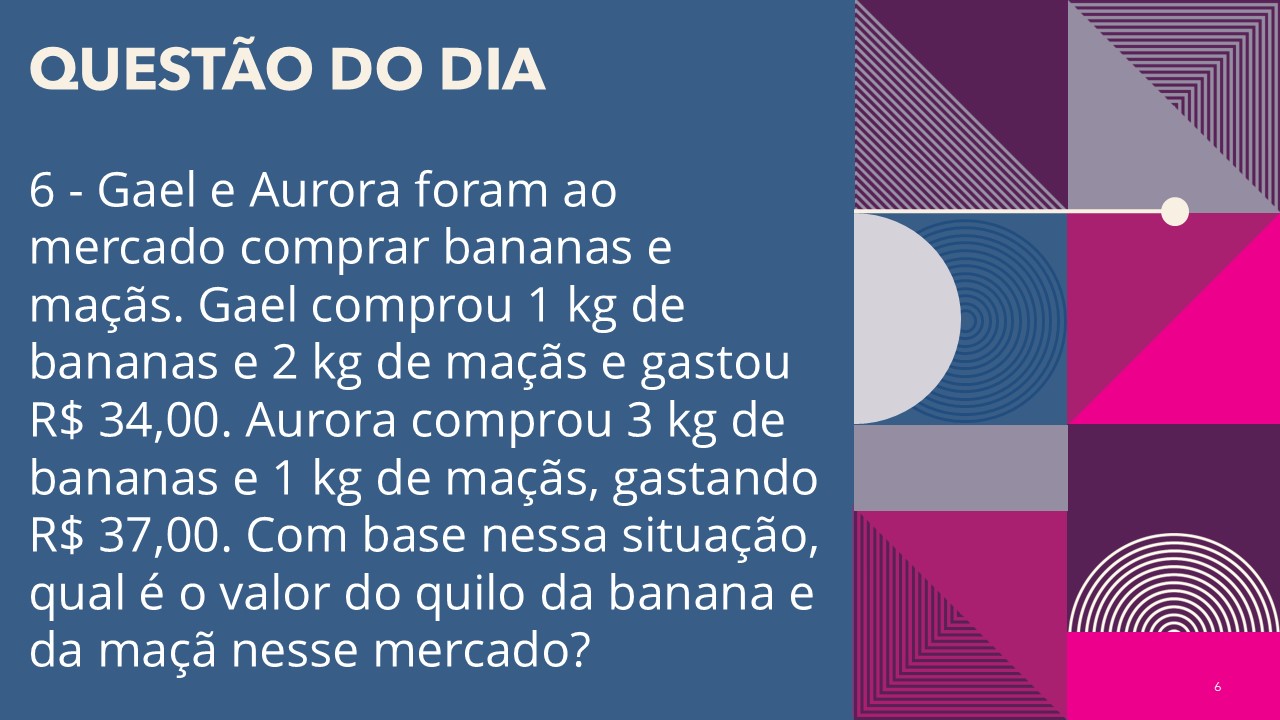 QUESTÃO DO DIA
6 - Gael e Aurora foram ao
mercado comprar bananas e
maçãs. Gael comprou 1 kg de
bananas e 2 kg de maçãs e gastou
R$ 34,00. Aurora comprou 3 kg de
bananas e 1 kg de maçãs, gastando
R$ 37,00. Com base nessa situação,
qual é o valor do quilo da banana e
da maçã nesse mercado?
6